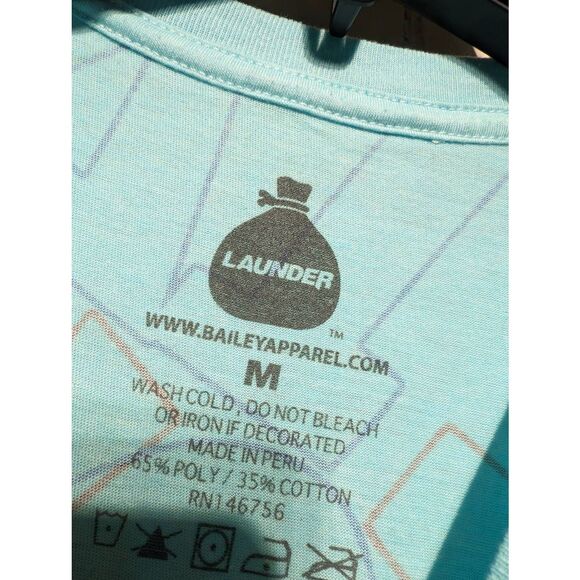 LAUNDER
TM
WWW.BAILEYAPPAREL.COM
M
WASH COLD, DO NOT BLEACH
OR IRON IF DECORATED
MADE IN PERU
65% POLY / 35% COTTON
RN146756